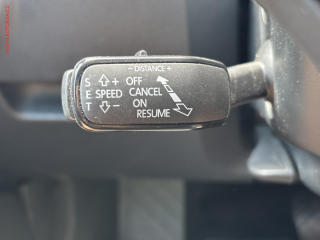 - DISTANCE +
S + OFF
E SPEED CANCEL
T - ON
RESUME